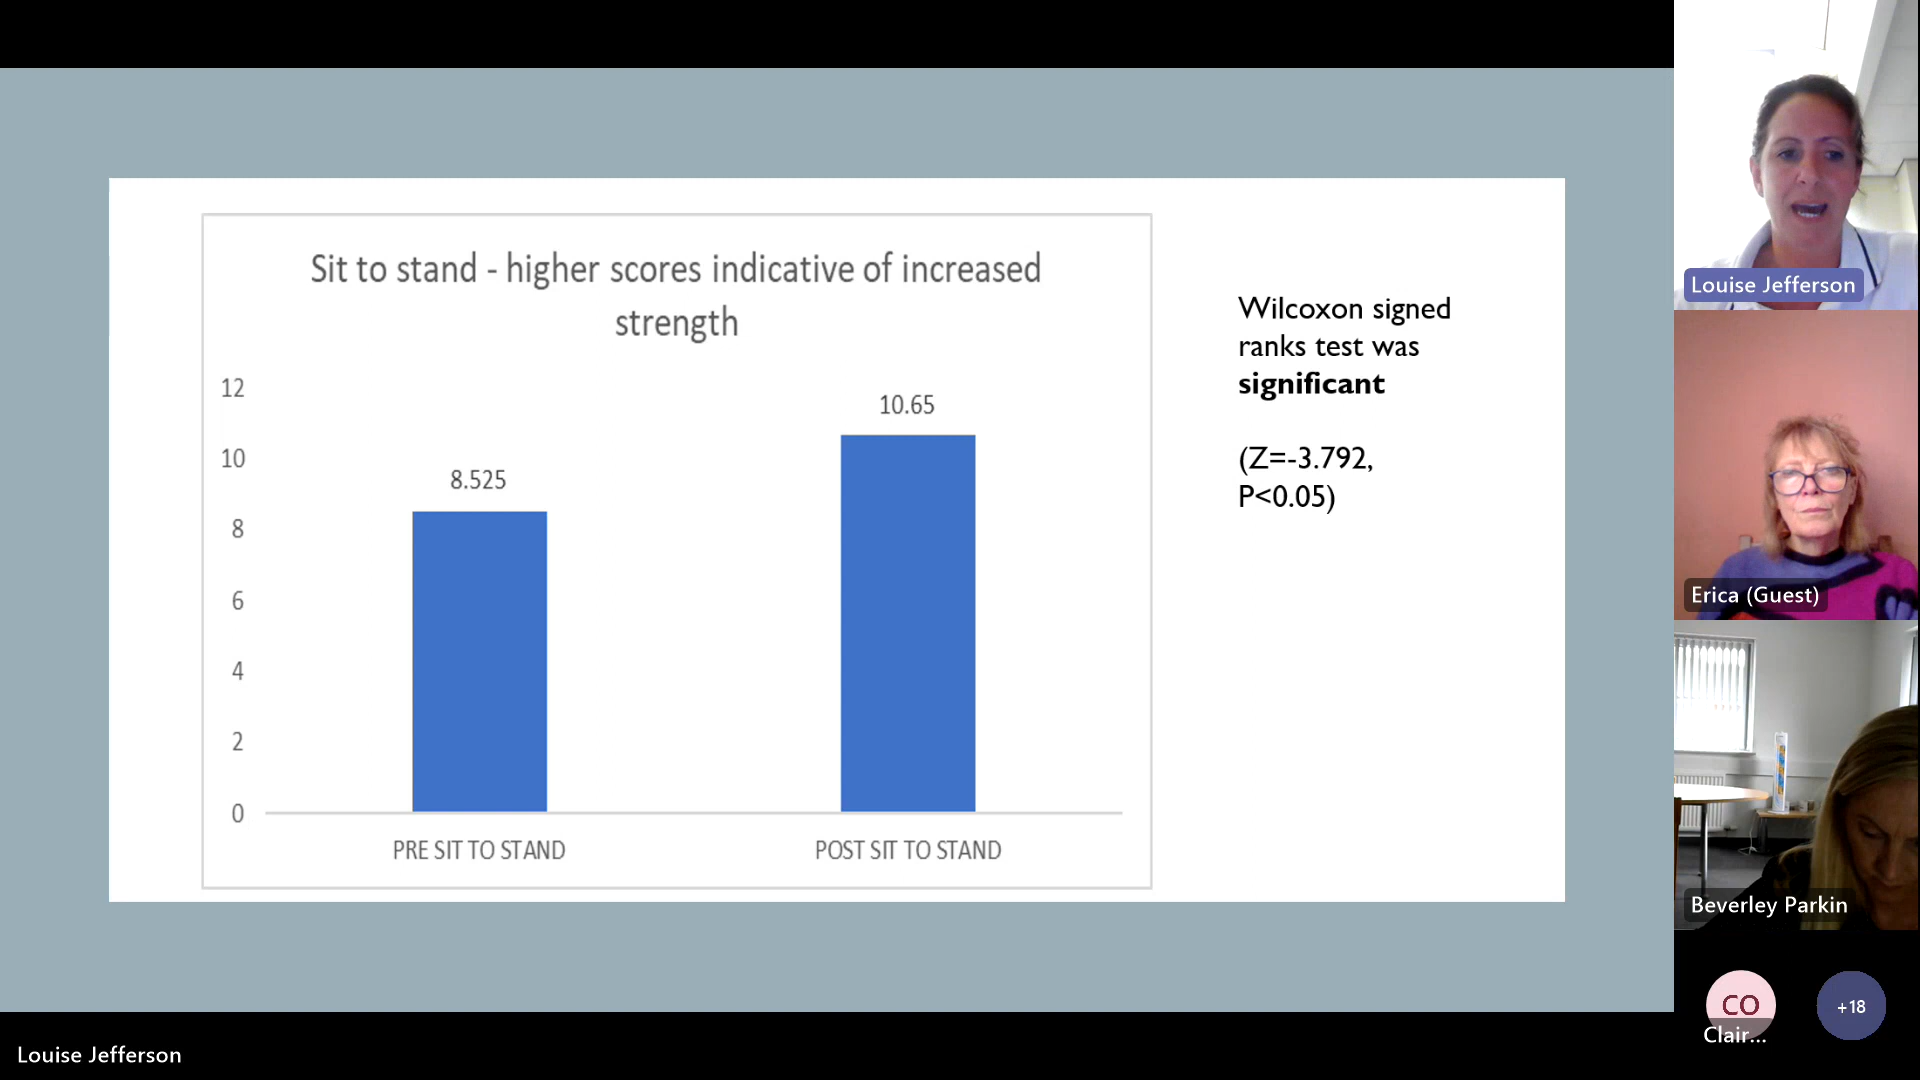 Sit to stand - higher scores indicative of increased
strength
12
10
8
6
4
2
0
8.525
10.65
PRE SIT TO STAND
POST SIT TO STAND
Wilcoxon signed
ranks test was
significant
(Z=-3.792,
P<0.05)
Louise Jefferson
Erica (Guest)
Beverley Parkin
CO
Clair...
+18
Louise Jefferson